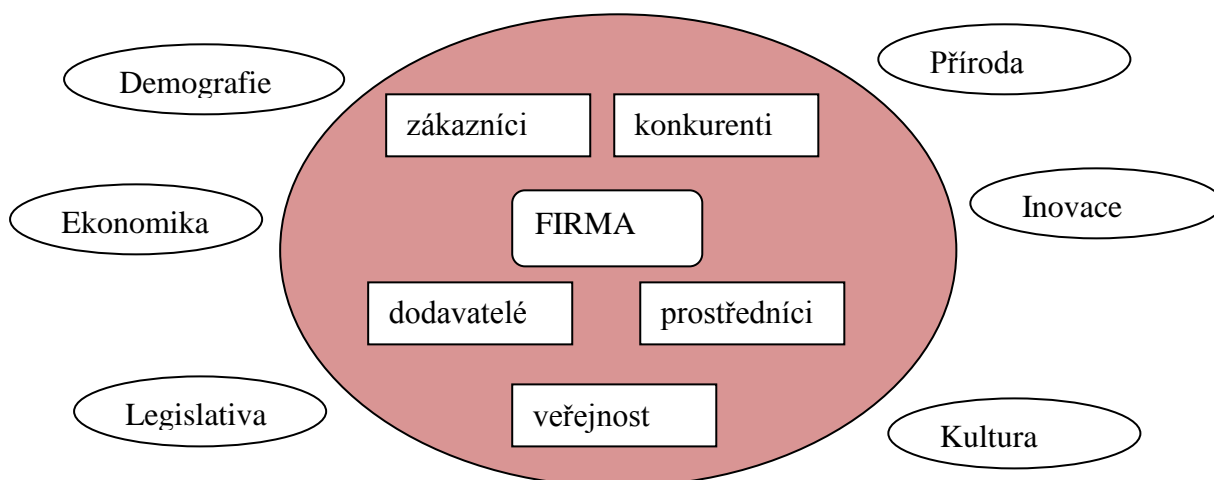 Demografie
Příroda
zákazníci
konkurenti
Ekonomika
FIRMA
Inovace
dodavatelé
prostředníci
Legislativa
veřejnost
Kultura